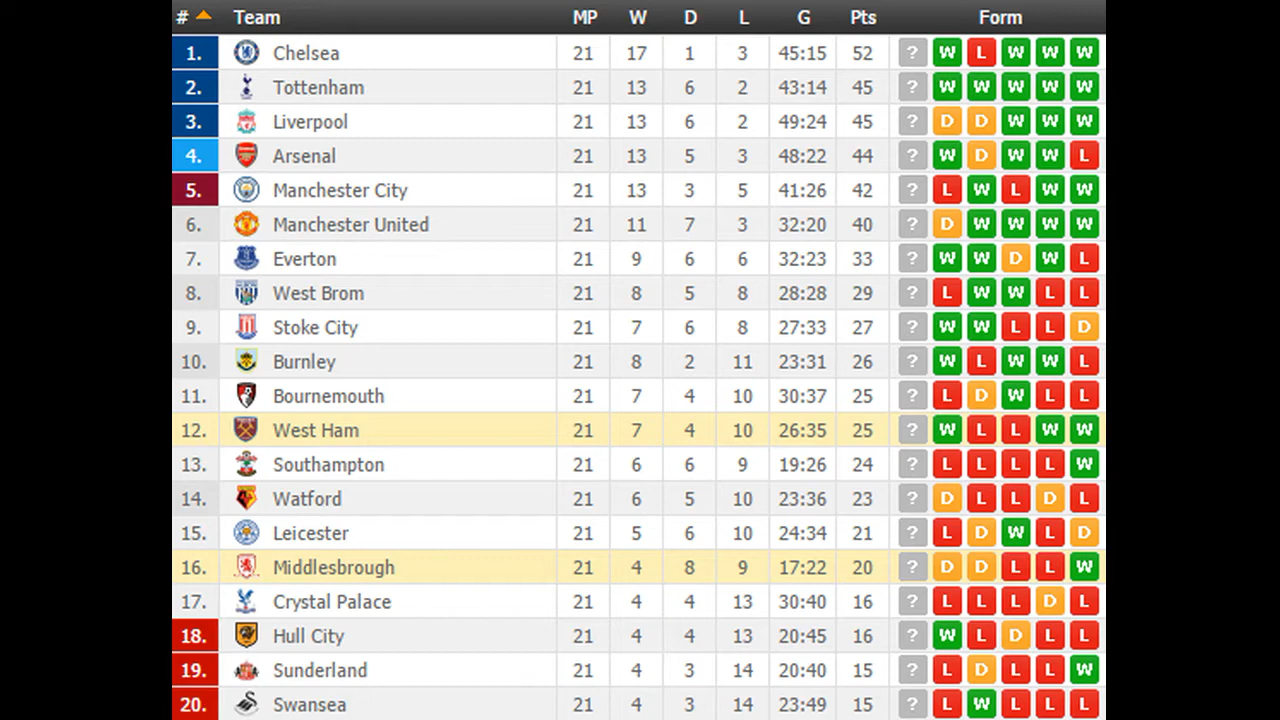 # Team MP W D L G Pts Form
1. Chelsea 21 17 1 3 45:15 52 ? W L W W W
2. Tottenham 21 13 6 2 43:14 45 ? W W W W W
3. Liverpool 21 13 6 2 49:24 45 ? D D W W W
4. Arsenal 21 13 5 3 48:22 44 ? W D W W L
5. Manchester City 21 13 3 5 41:26 42 ? L W L W W
6. Manchester United 21 11 7 3 32:20 40 ? D W W W W
7. Everton 21 9 6 6 32:23 33 ? W W D W L
8. West Brom 21 8 5 8 28:28 29 ? L W W L L
9. Stoke City 21 7 6 8 27:33 27 ? W W L L D
10. Burnley 21 8 2 11 23:31 26 ? W L W W L
11. Bournemouth 21 7 4 10 30:37 25 ? L D W L L
12. West Ham 21 7 4 10 26:35 25 ? W L L W W
13. Southampton 21 6 6 9 19:26 24 ? L L L L W
14. Watford 21 6 5 10 23:36 23 ? D L L D L
15. Leicester 21 5 6 10 24:34 21 ? L D W L D
16. Middlesbrough 21 4 8 9 17:22 20 ? D D L L W
17. Crystal Palace 21 4 4 13 30:40 16 ? L L L D L
18. Hull City 21 4 4 13 20:45 16 ? W L D L L
19. Sunderland 21 4 3 14 20:40 15 ? L D L L W
20. Swansea 21 4 3 14 23:49 15 ? L W L L L